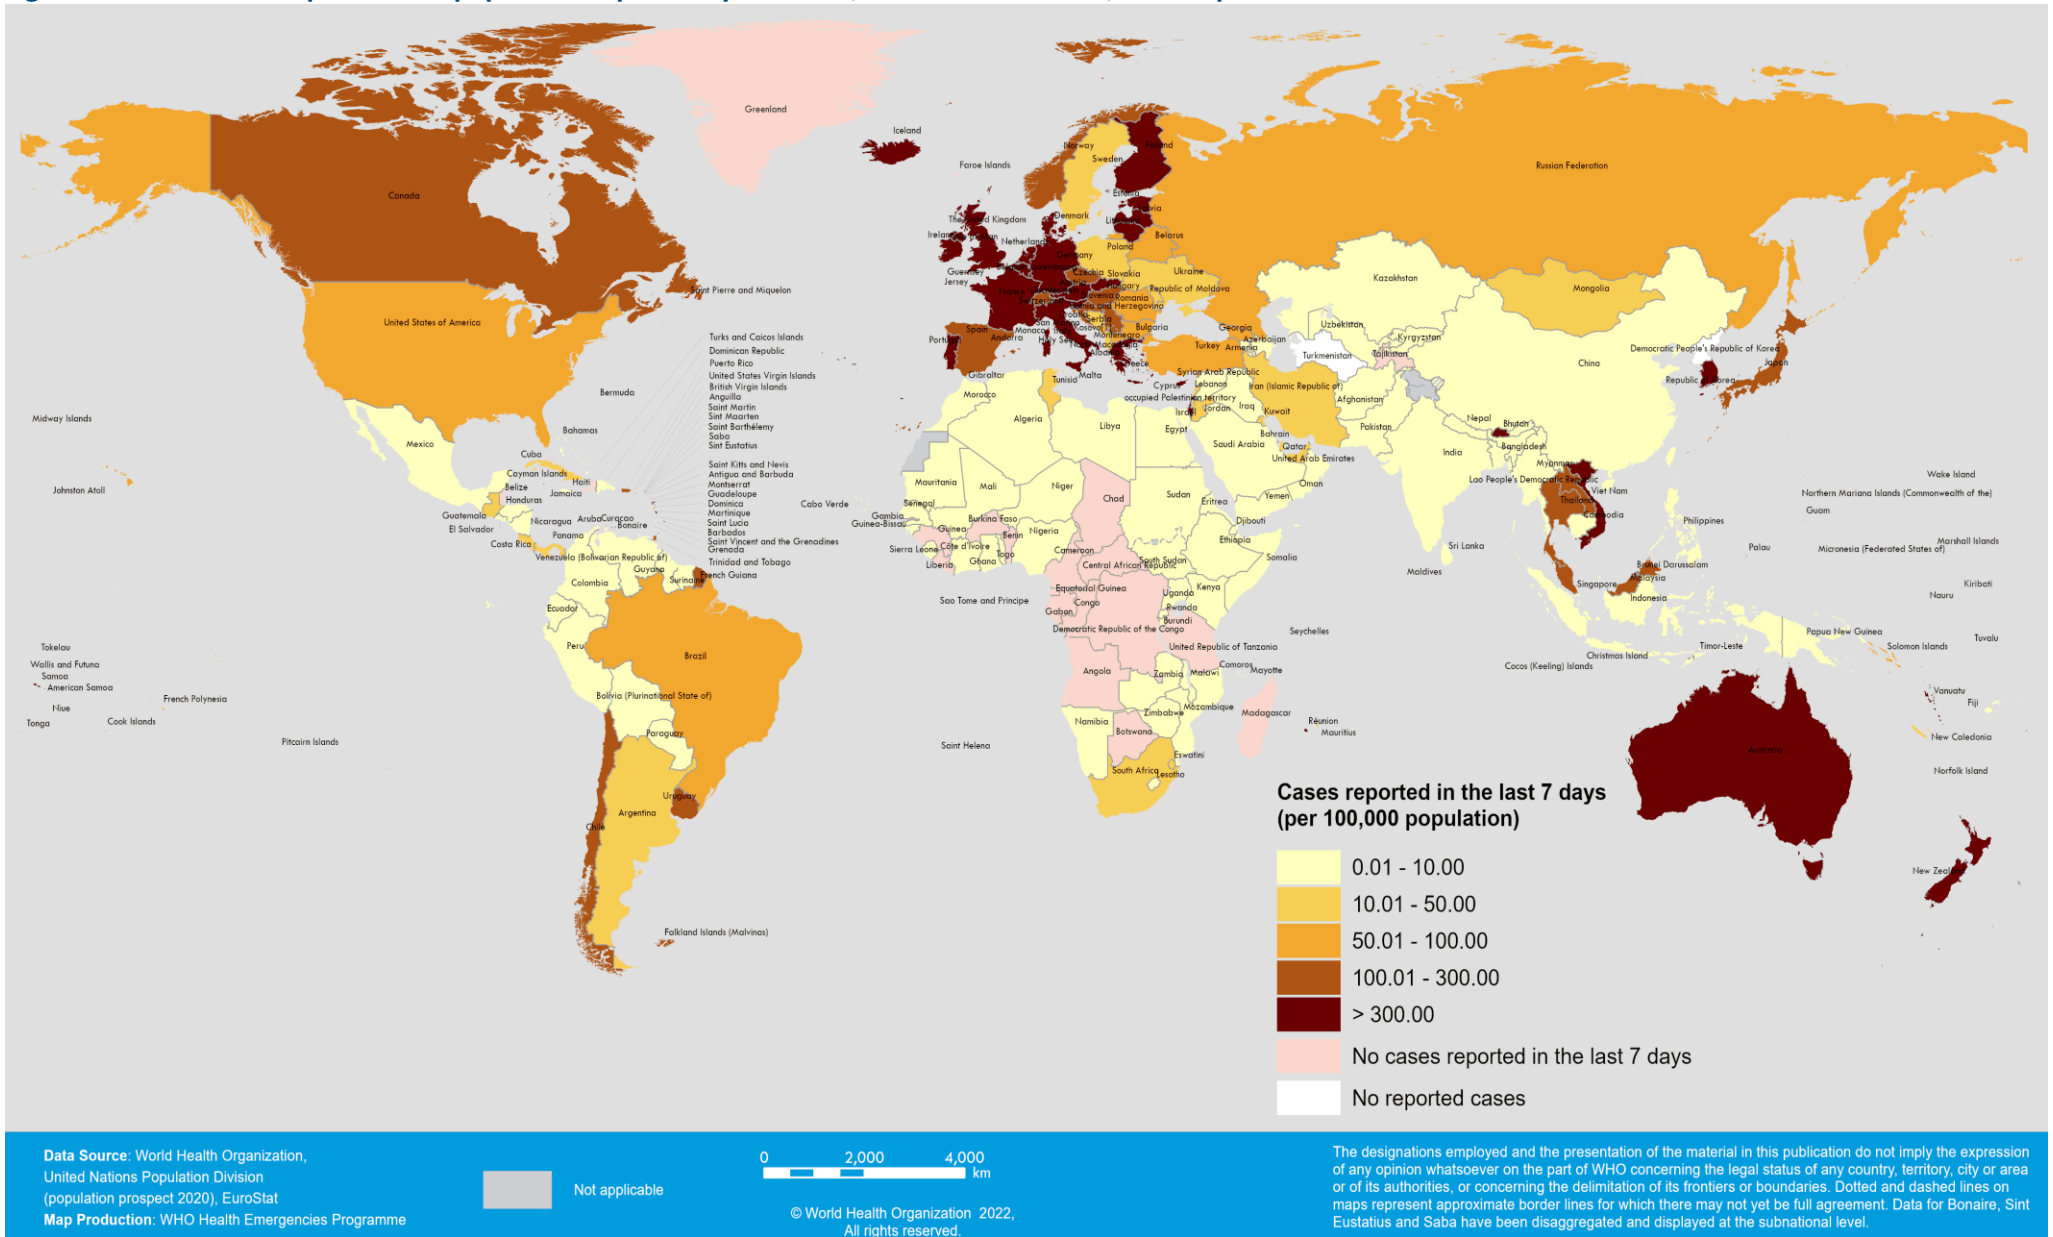 Greenland
Iceland
Faroe Islands
Norway
Sweden
Russian Federation
Canada
Denmark
Ireland
Netherland
Belarus
Poland
Germany
Guernsey
Jersey
Czechia
Slovakia
Ukraine
Kazakhstan
Mongolia
Saint Pierre and Miquelon
France
Republic of Moldova
United States of America
Spain
Andorra
Monaco
Serbia
Bulgaria
Georgia
Uzbekistan
Kyrgyzstan
Azerbaijan
Armenia
Turkey
Turkmenistan
Tajikistan
China
Democratic People's Republic of Korea
Republic of Korea
Japan
Turks and Caicos Islands
Dominican Republic
Puerto Rico
United States Virgin Islands
British Virgin Islands
Anguilla
Saint Martin
Sint Maarten
Saint Barthélemy
Saba
Sint Eustatius
Saint Kitts and Nevis
Antigua and Barbuda
Montserrat
Guadeloupe
Dominica
Martinique
Saint Lucia
Barbados
Saint Vincent and the Grenadines
Grenada
Trinidad and Tobago
French Guiana
Bermuda
Midway Islands
Bahamas
Mexico
Cuba
Cayman Islands
Haiti
Belize
Jamaica
Honduras
Johnston Atoll
Guatemala
El Salvador
Nicaragua
Aruba
Curaçao
Bonaire
Costa Rica
Panama
Venezuela (Bolivarian Republic of)
Guyana
Suriname
Colombia
Ecuador
Peru
Brazil
Bolivia (Plurinational State of)
Paraguay
Uruguay
Argentina
Chile
Falkland Islands (Malvinas)
Gibraltar
Tunisia
Malta
Greece
Cyprus
Syrian Arab Republic
Lebanon
occupied Palestinian territory
Israel
Jordan
Iraq
Iran (Islamic Republic of)
Kuwait
Afghanistan
Morocco
Algeria
Libya
Egypt
Saudi Arabia
Bahrain
Qatar
United Arab Emirates
Oman
Yemen
Pakistan
Nepal
Bhutan
Bangladesh
India
Myanmar
Lao People's Democratic Republic
Thailand
Viet Nam
Cambodia
Cabo Verde
Mauritania
Mali
Niger
Chad
Sudan
Eritrea
Djibouti
Senegal
Gambia
Guinea-Bissau
Guinea
Sierra Leone
Liberia
Côte d'Ivoire
Burkina Faso
Ghana
Togo
Benin
Nigeria
Cameroon
Central African Republic
South Sudan
Ethiopia
Somalia
Equatorial Guinea
Sao Tome and Principe
Gabon
Congo
Democratic Republic of the Congo
Uganda
Kenya
Rwanda
Burundi
United Republic of Tanzania
Seychelles
Angola
Zambia
Malawi
Comoros
Mayotte
Mozambique
Zimbabwe
Namibia
Botswana
Madagascar
Réunion
Mauritius
Saint Helena
South Africa
Eswatini
Lesotho
Sri Lanka
Maldives
Philippines
Palau
Wake Island
Northern Mariana Islands (Commonwealth of the)
Guam
Marshall Islands
Micronesia (Federated States of)
Brunei Darussalam
Malaysia
Singapore
Indonesia
Kiribati
Nauru
Papua New Guinea
Solomon Islands
Tuvalu
Timor-Leste
Christmas Island
Cocos (Keeling) Islands
Vanuatu
Fiji
New Caledonia
Norfolk Island
Australia
New Zealand
Tokelau
Wallis and Futuna
Samoa
American Samoa
Niue
Tonga
Cook Islands
French Polynesia
Pitcairn Islands
Cases reported in the last 7 days
(per 100,000 population)
0.01 - 10.00
10.01 - 50.00
50.01 - 100.00
100.01 - 300.00
> 300.00
No cases reported in the last 7 days
No reported cases
Data Source: World Health Organization,
United Nations Population Division
(population prospect 2020), EuroStat
Map Production: WHO Health Emergencies Programme
Not applicable
0 2,000 4,000
km
© World Health Organization 2022,
All rights reserved.
The designations employed and the presentation of the material in this publication do not imply the expression
of any opinion whatsoever on the part of WHO concerning the legal status of any country, territory, city or area
or of its authorities, or concerning the delimitation of its frontiers or boundaries. Dotted and dashed lines on
maps represent approximate border lines for which there may not yet be full agreement. Data for Bonaire, Sint
Eustatius and Saba have been disaggregated and displayed at the subnational level.